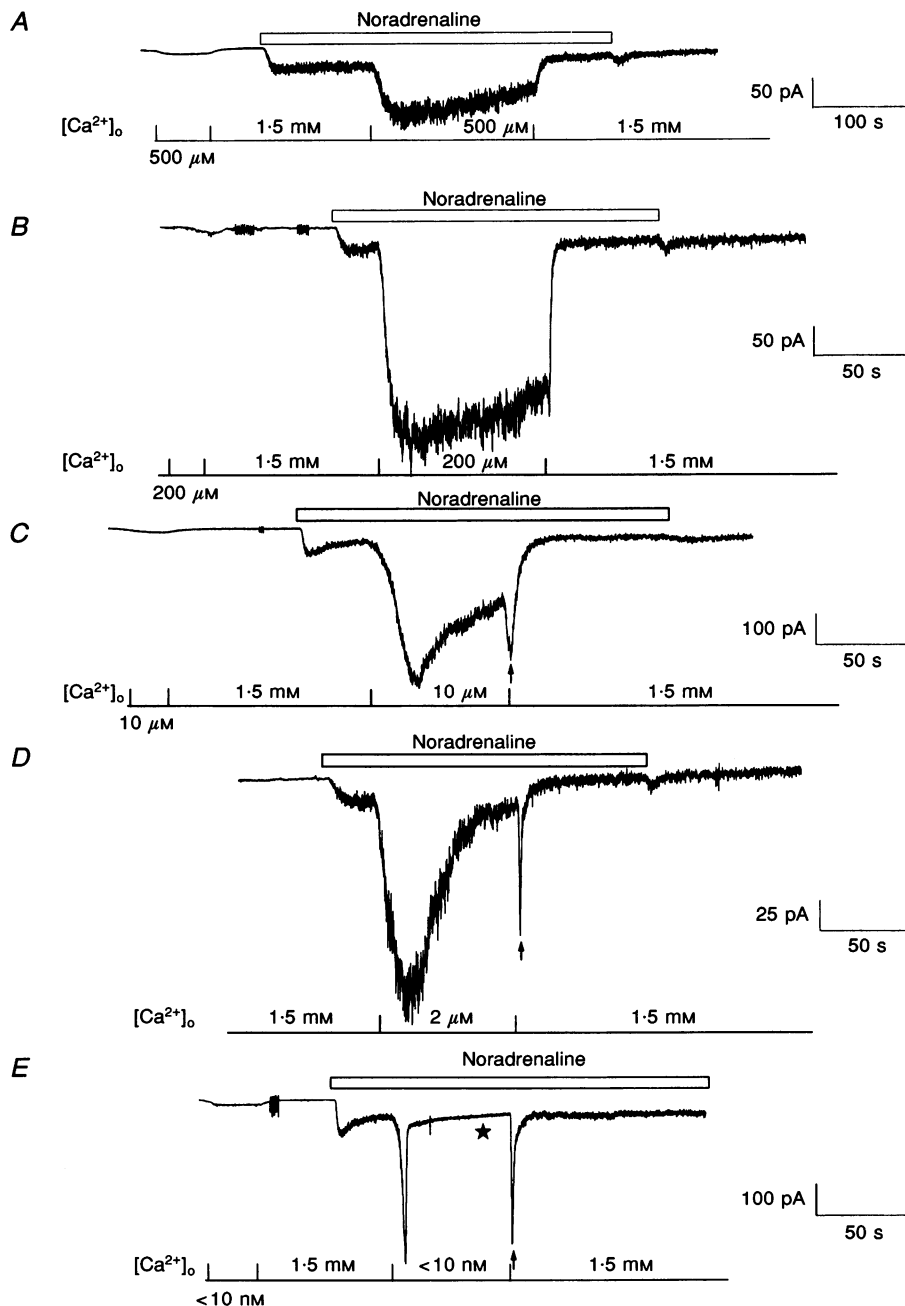 A
Noradrenaline
50 pA
100 s
[Ca²⁺]ₒ
1·5 mM
500 μM
1·5 mM
500 μM
B
Noradrenaline
50 pA
50 s
[Ca²⁺]ₒ
1·5 mM
200 μM
1·5 mM
200 μM
C
Noradrenaline
100 pA
50 s
[Ca²⁺]ₒ
1·5 mM
10 μM
1·5 mM
10 μM
D
Noradrenaline
25 pA
50 s
[Ca²⁺]ₒ
1·5 mM
2 μM
1·5 mM
E
Noradrenaline
100 pA
50 s
[Ca²⁺]ₒ
1·5 mM
<10 nM
1·5 mM
<10 nM